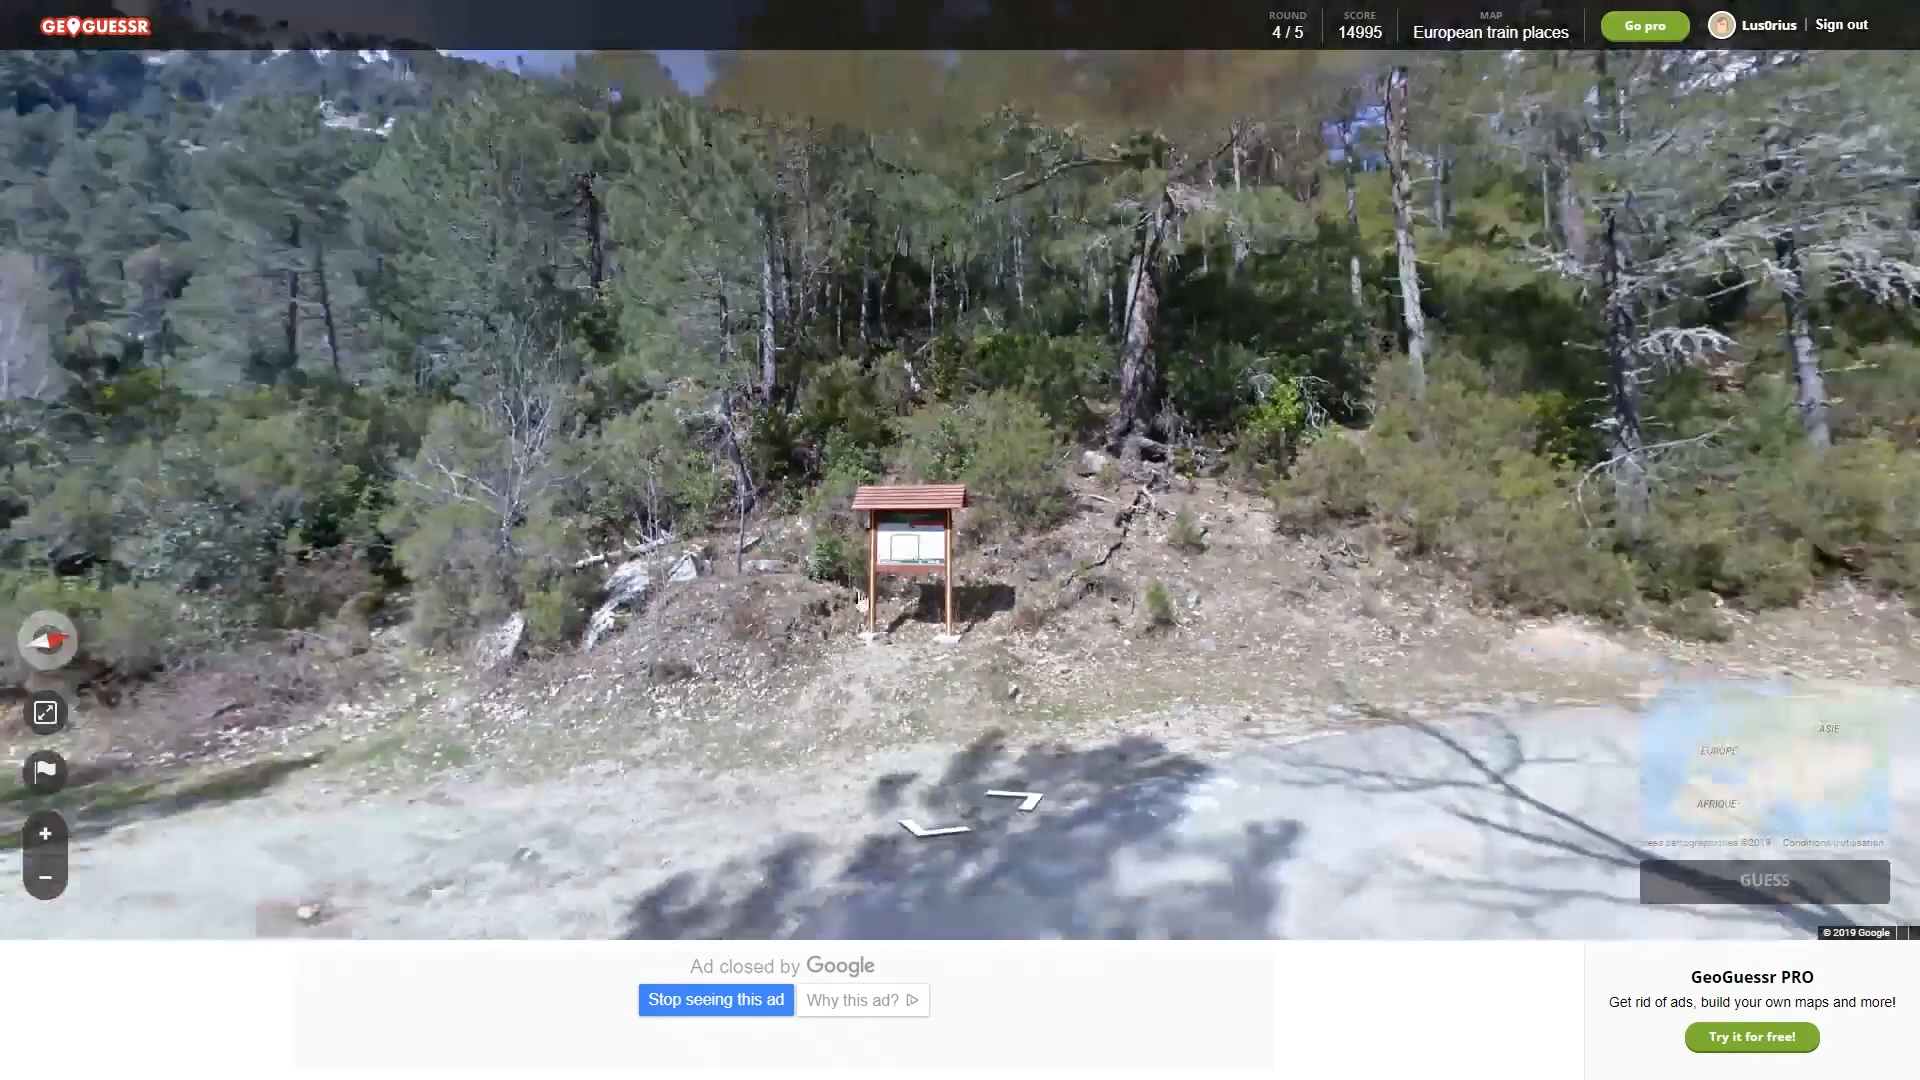 GEOGUESSR
ROUND
4 / 5
SCORE
14995
MAP
European train places
Go pro
Lus0rius
Sign out
ASIE
EUROPE
AFRIQUE
©2019 Conditions d'utilisation
GUESS
© 2019 Google
Ad closed by Google
Stop seeing this ad
Why this ad?
GeoGuessr PRO
Get rid of ads, build your own maps and more!
Try it for free!